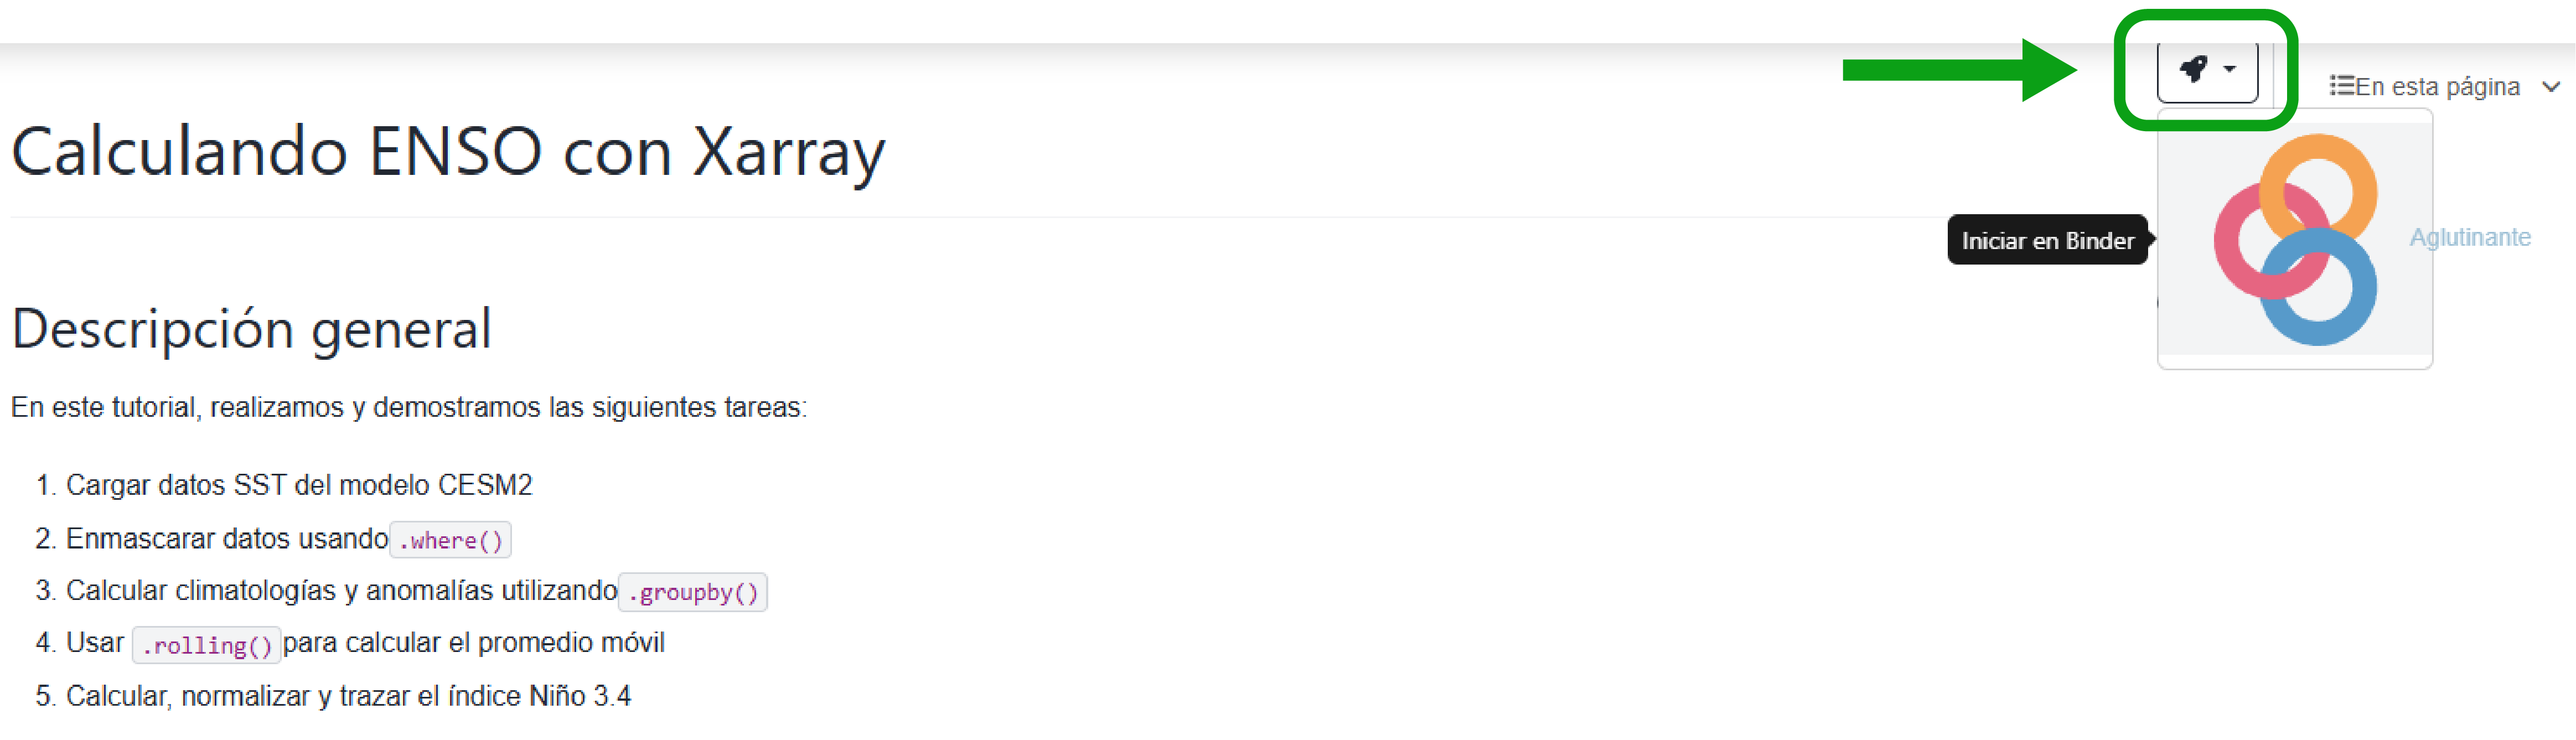 En esta página
Calculando ENSO con Xarray
Iniciar en Binder
Aglutinante
Descripción general
En este tutorial, realizamos y demostramos las siguientes tareas:
1. Cargar datos SST del modelo CESM2
2. Enmascarar datos usando .where()
3. Calcular climatologías y anomalías utilizando .groupby()
4. Usar .rolling() para calcular el promedio móvil
5. Calcular, normalizar y trazar el índice Niño 3.4